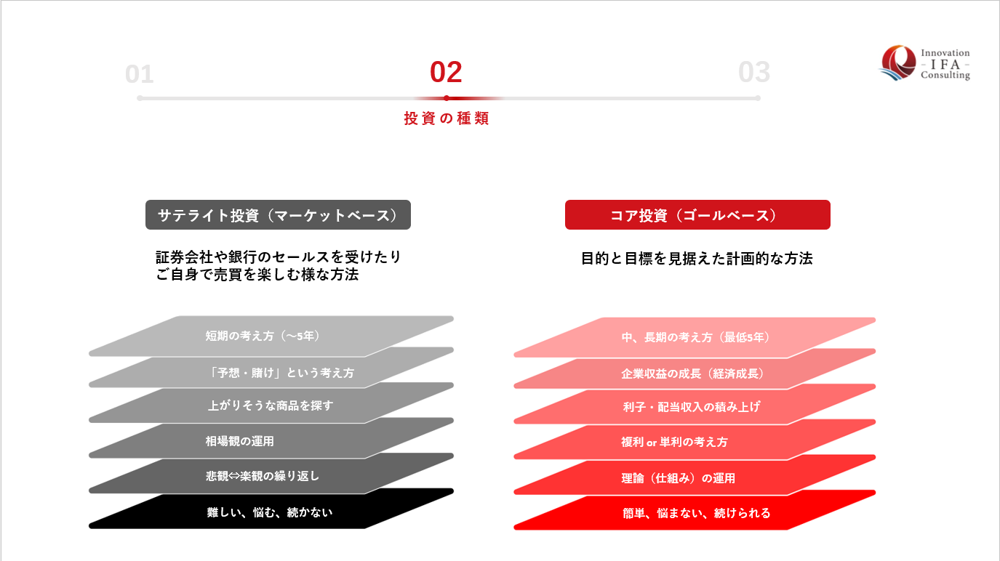 01
02
03
Innovation
- I F A -
Consulting
投資の種類
サテライト投資（マーケットベース）
証券会社や銀行のセールスを受けたり
ご自身で売買を楽しむ様な方法
短期の考え方（～5年）
「予想・賭け」という考え方
上がりそうな商品を探す
相場観の運用
悲観⇔楽観の繰り返し
難しい、悩む、続かない
コア投資（ゴールベース）
目的と目標を見据えた計画的な方法
中、長期の考え方（最低5年）
企業収益の成長（経済成長）
利子・配当収入の積み上げ
複利 or 単利の考え方
理論（仕組み）の運用
簡単、悩まない、続けられる